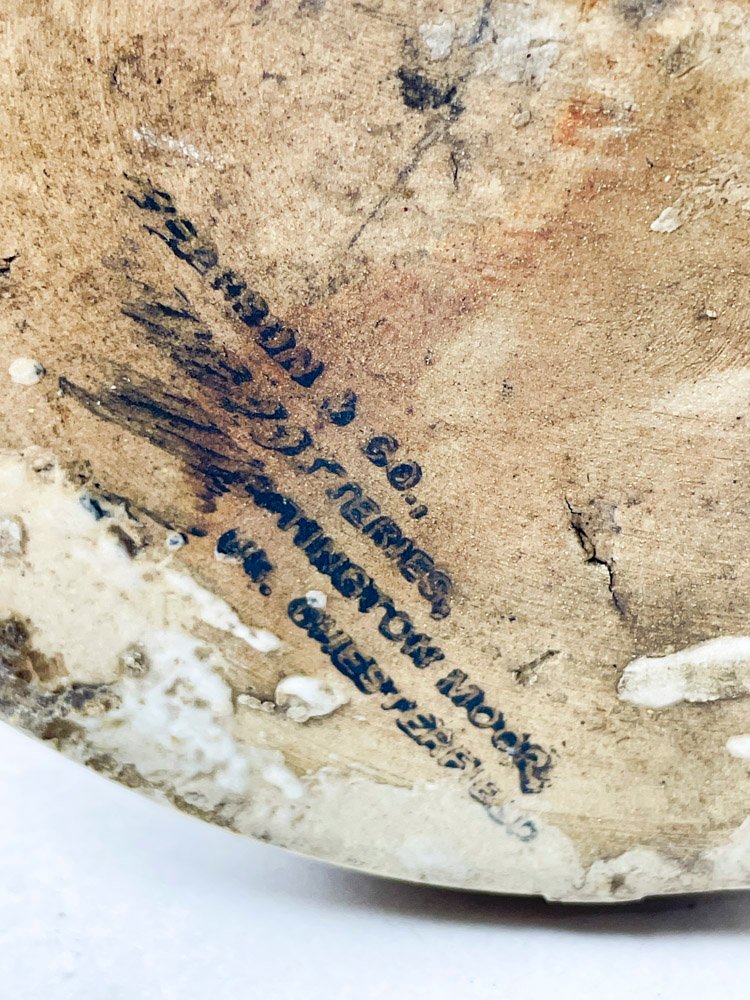 PEARSON & CO.,
POTTERIES,
WHITTINGTON MOOR,
NR. CHESTERFIELD